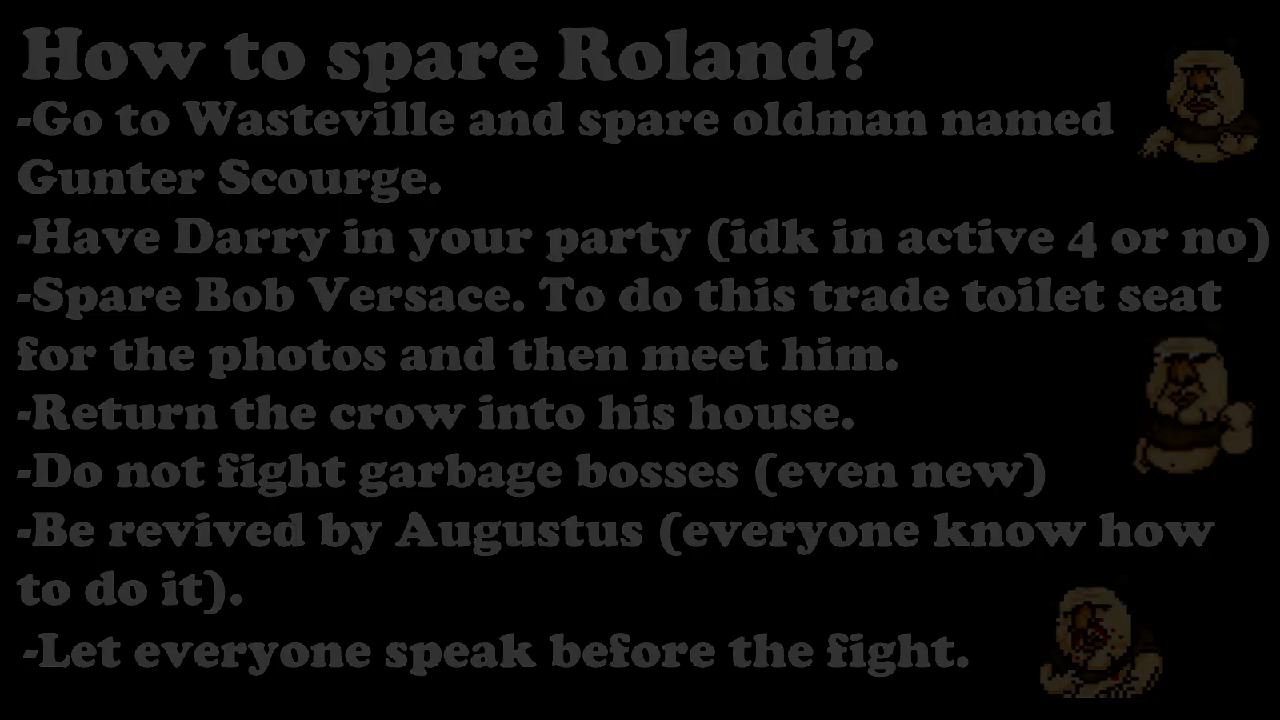 How to spare Roland?
-Go to Wasteville and spare oldman named
Gunter Scourge.
-Have Darry in your party (idk in active 4 or no)
-Spare Bob Versace. To do this trade toilet seat
for the photos and then meet him.
-Return the crow into his house.
-Do not fight garbage bosses (even new)
-Be revived by Augustus (everyone know how
to do it).
-Let everyone speak before the fight.